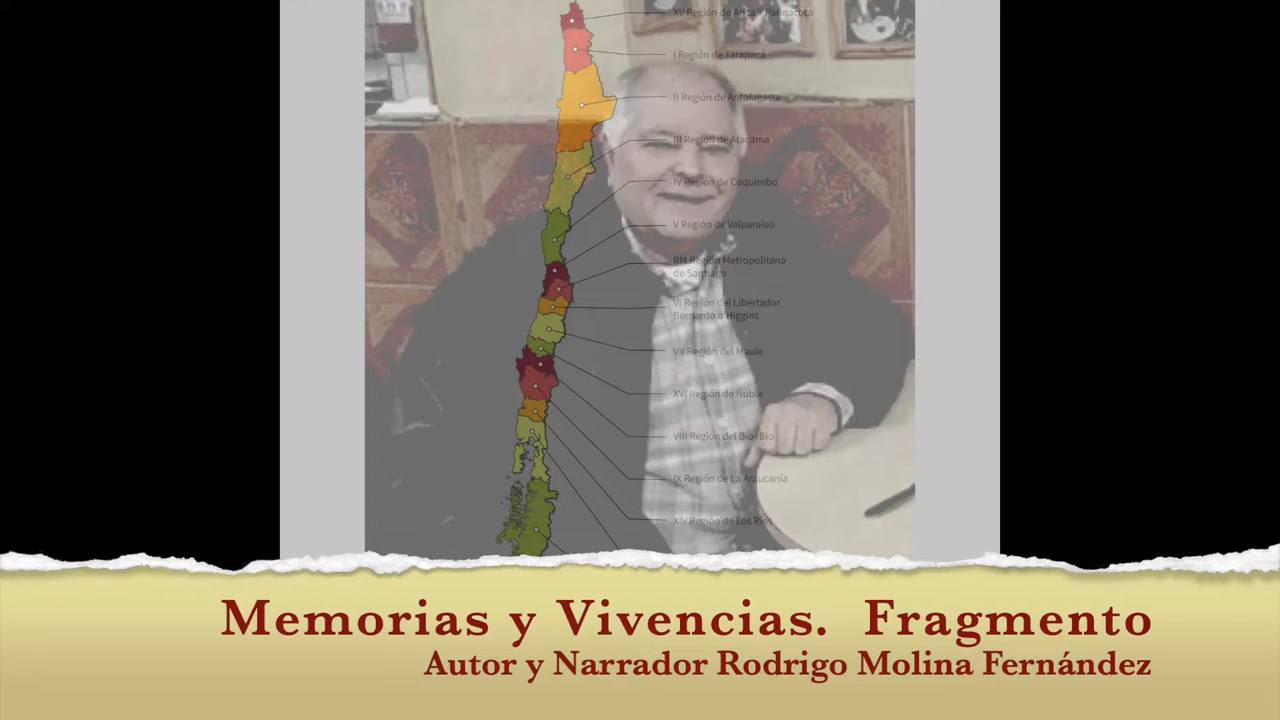 XV Región de Arica Y Parinacota
I Región de Tarapacá
II Región de Antofagasta
III Región de Atacama
IV Región de Coquimbo
V Región de Valparaíso
RM Región Metropolitana
de Santiago
VI Región del Libertador
Bernardo o'Higgins
VII Región del Maule
XVI Región de Ñuble
VIII Región del Bío-Bío
IX Región de La Araucanía
XIV Región de Los Ríos
Memorias y Vivencias. Fragmento
Autor y Narrador Rodrigo Molina Fernández